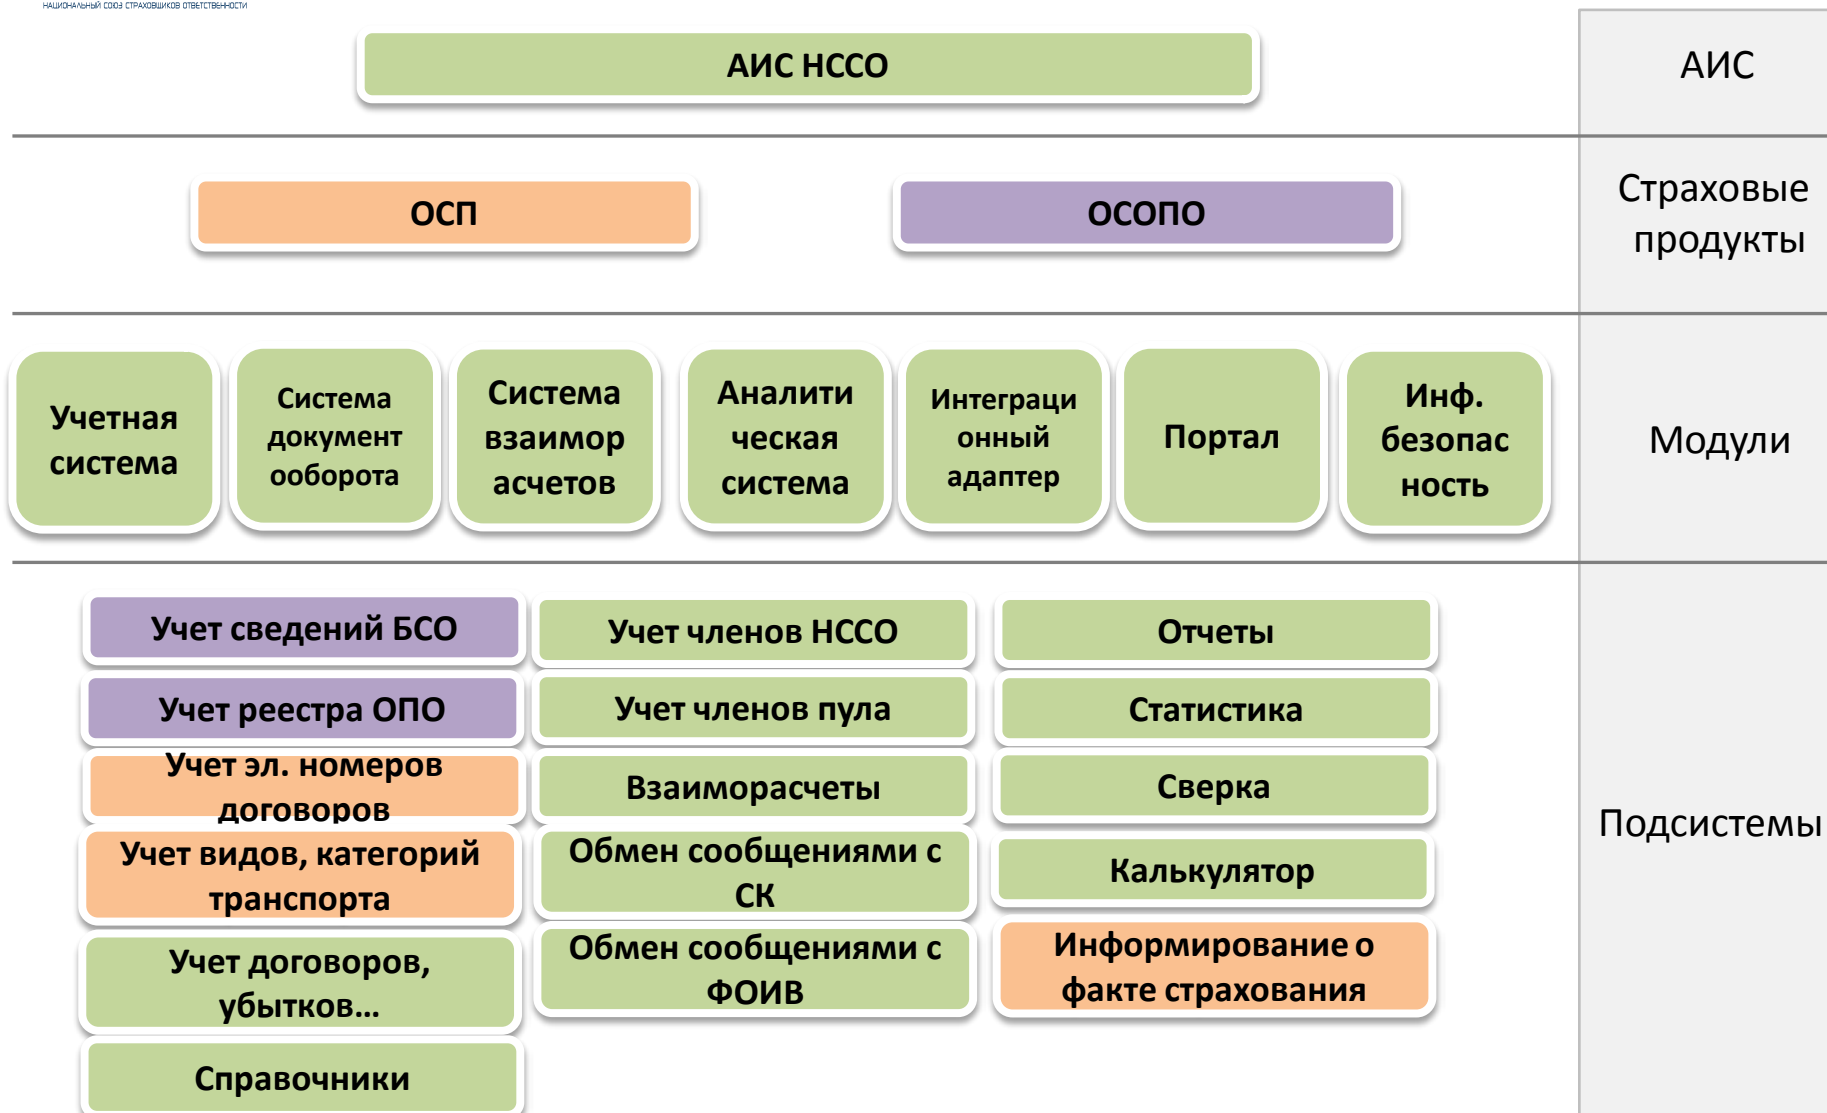 НАЦИОНАЛЬНЫЙ СОЮЗ СТРАХОВЩИКОВ ОТВЕТСТВЕННОСТИ
АИС НССО
АИС
ОСП
ОСОПО
Страховые
продукты
Учетная
система
Система
документ
ооборота
Система
взаимор
асчетов
Аналити
ческая
система
Интеграци
онный
адаптер
Портал
Инф.
безопас
ность
Модули
Учет сведений БСО
Учет реестра ОПО
Учет эл. номеров
договоров
Учет видов, категорий
транспорта
Учет договоров,
убытков...
Справочники
Учет членов НССО
Учет членов пула
Взаиморасчеты
Обмен сообщениями с
СК
Обмен сообщениями с
ФОИВ
Отчеты
Статистика
Сверка
Калькулятор
Информирование о
факте страхования
Подсистемы